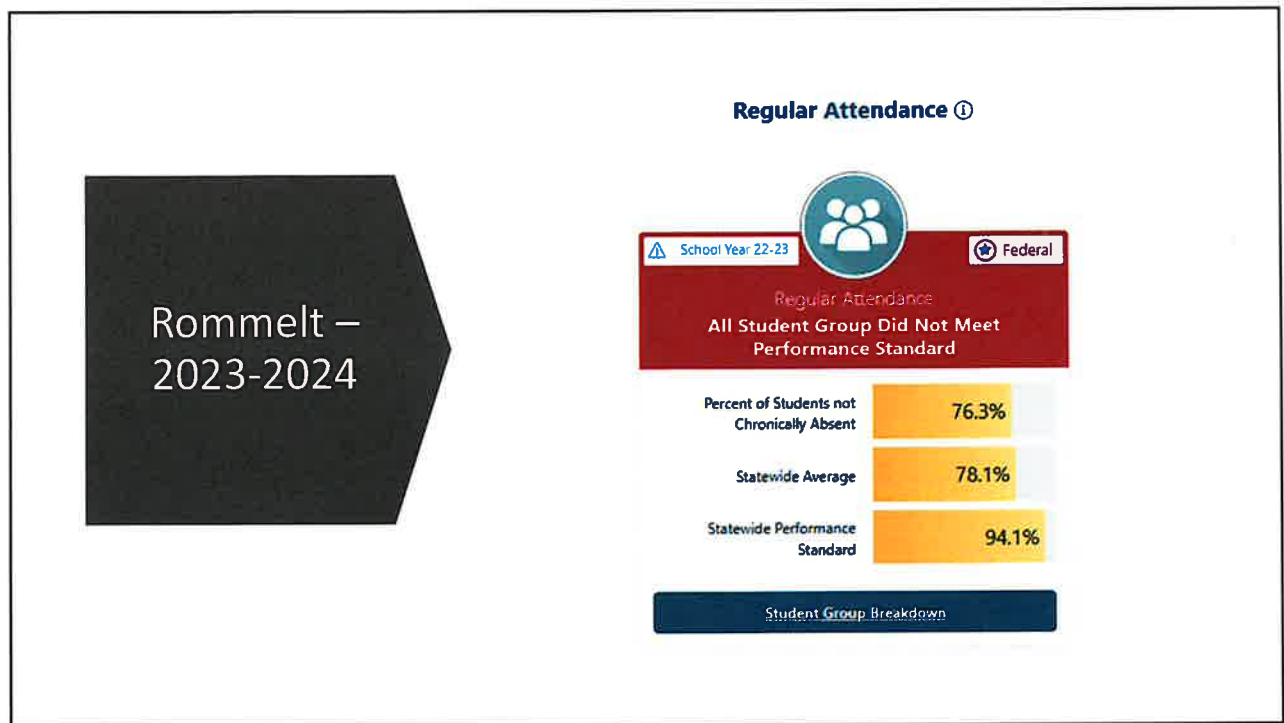 Rommelt –
2023-2024
Regular Attendance ⓘ
School Year 22-23
Federal
Regular Attendance
All Student Group Did Not Meet
Performance Standard
Percent of Students not
Chronically Absent
76.3%
Statewide Average
78.1%
Statewide Performance
Standard
94.1%
Student Group Breakdown